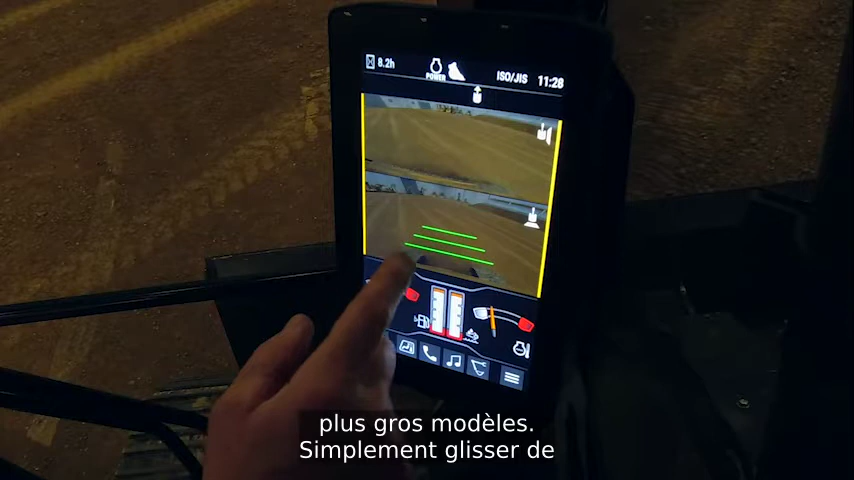 8.2h
POWER
ISO/JIS
11:28
plus gros modèles.
Simplement glisser de